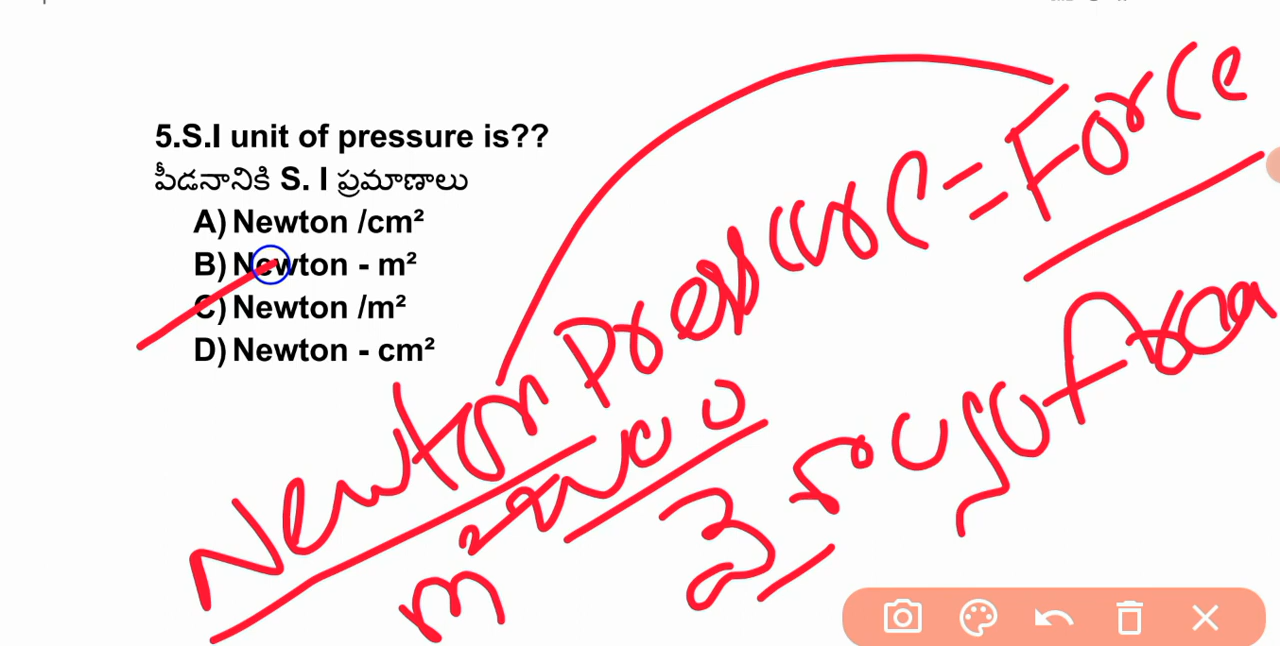 5.S.I unit of pressure is??
పీడనానికి S. I ప్రమాణాలు
A) Newton /cm²
B) Newton - m²
C) Newton /m²
D) Newton - cm²
Pressure = Force
Area
Newton
m²